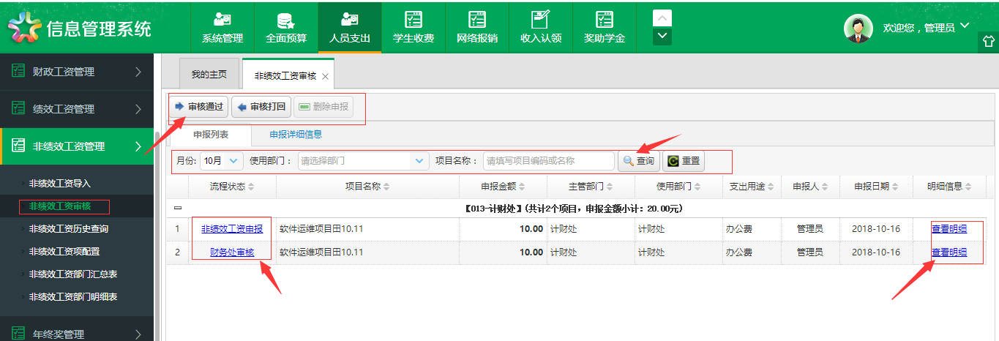 信息管理系统
系统管理
全面预算
人员支出
学生收费
网络报销
收入认领
奖助学金
欢迎您，管理员
财政工资管理
绩效工资管理
非绩效工资管理
非绩效工资导入
非绩效工资审核
非绩效工资历史查询
非绩效工资项配置
非绩效工资部门汇总表
非绩效工资部门明细表
年终奖管理
我的主页
非绩效工资审核
审核通过 审核打回 删除申报
申报列表 申报详细信息
月份: 10月 使用部门： 请选择部门 项目名称： 请填写项目编码或名称 查询 重置
流程状态 项目名称 申报金额 主管部门 使用部门 支出用途 申报人 申报日期 明细信息
【013-计财处】(共计2个项目，申报金额小计：20.00元)
1 非绩效工资申报 软件运维项目田10.11 10.00 计财处 计财处 办公费 管理员 2018-10-16 查看明细
2 财务处审核 软件运维项目田10.11 10.00 计财处 计财处 办公费 管理员 2018-10-16 查看明细